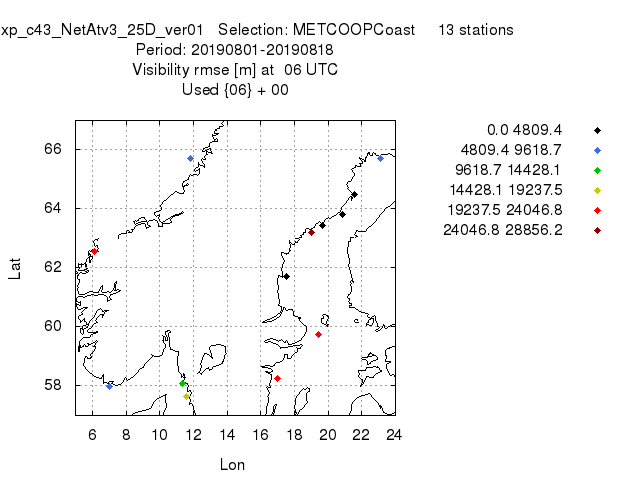 xp_c43_NetAtv3_25D_ver01 Selection: METCOOPCoast 13 stations
Period: 20190801-20190818
Visibility rmse [m] at 06 UTC
Used {06} + 00
0.0 4809.4
4809.4 9618.7
9618.7 14428.1
14428.1 19237.5
19237.5 24046.8
24046.8 28856.2
66
64
62
60
58
Lat
6 8 10 12 14 16 18 20 22 24
Lon